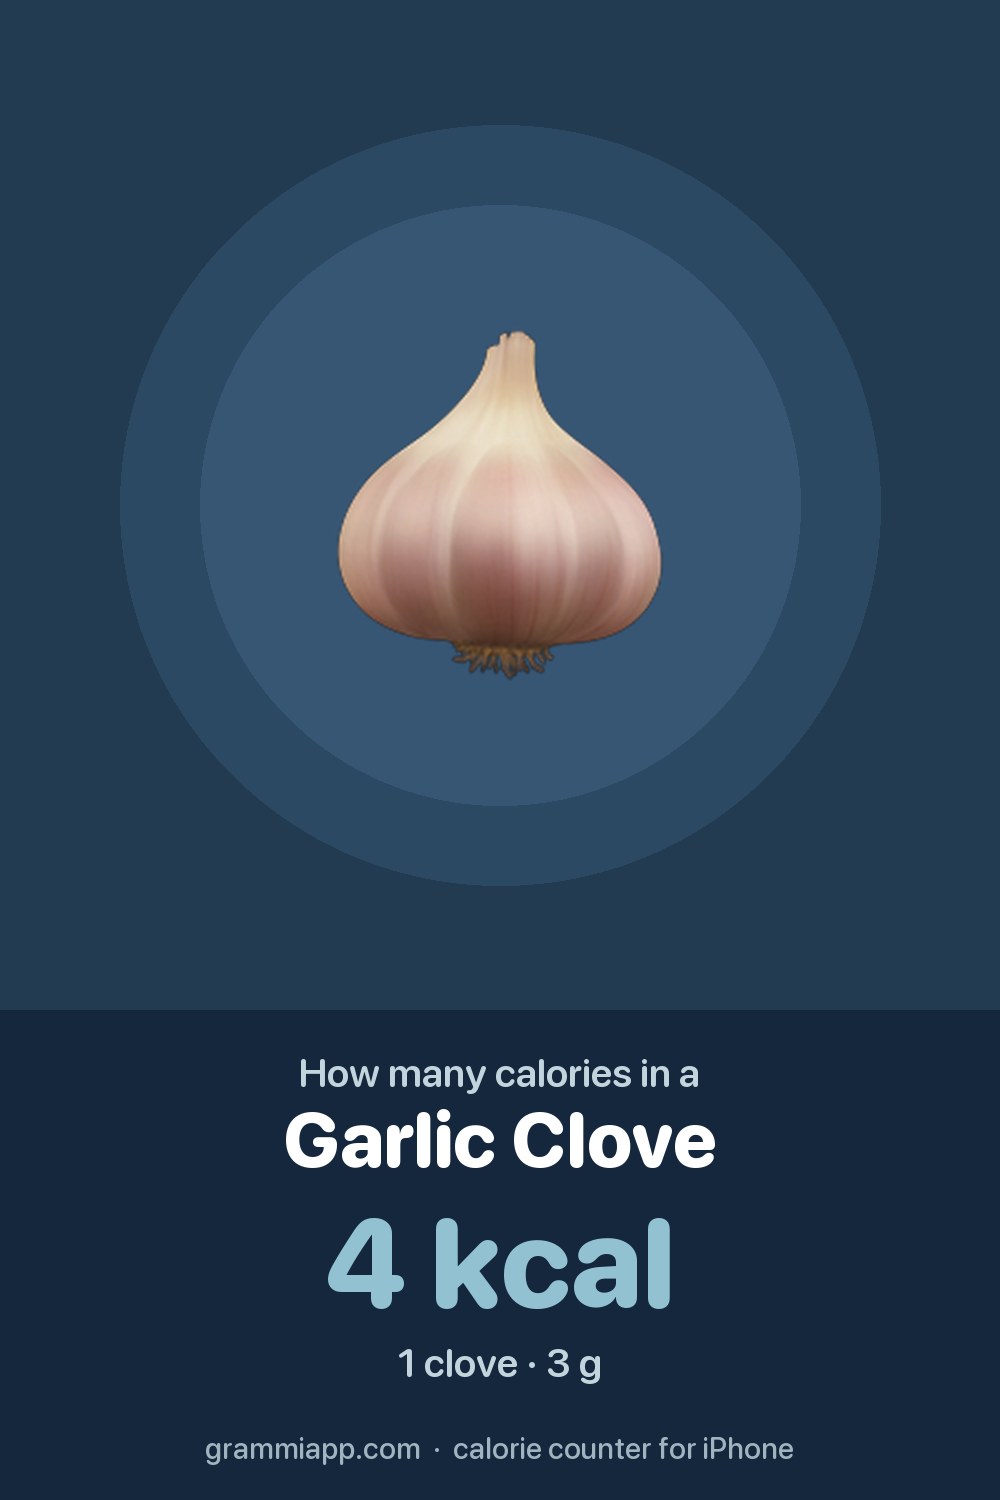 How many calories in a
Garlic Clove
4 kcal
1 clove · 3 g
grammiapp.com · calorie counter for iPhone